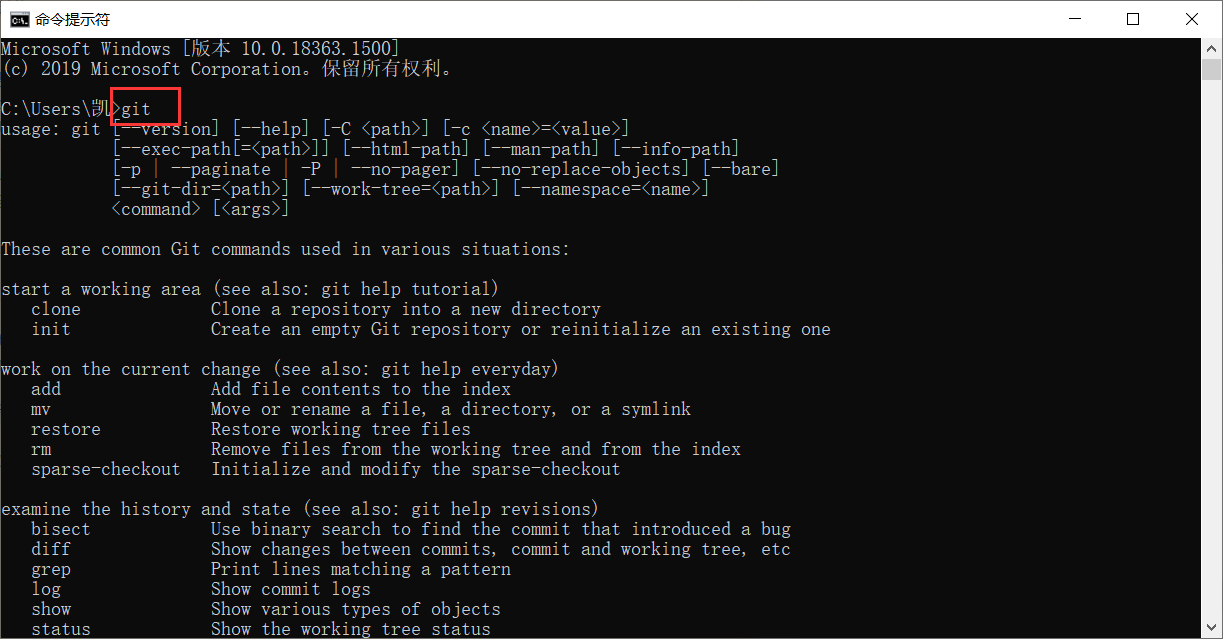 命令提示符
Microsoft Windows [版本 10.0.18363.1500]
(c) 2019 Microsoft Corporation。保留所有权利。
C:\Users\凯>git
usage: git [--version] [--help] [-C <path>] [-c <name>=<value>]
[--exec-path[=<path>]] [--html-path] [--man-path] [--info-path]
[-p | --paginate | -P | --no-pager] [--no-replace-objects] [--bare]
[--git-dir=<path>] [--work-tree=<path>] [--namespace=<name>]
<command> [<args>]
These are common Git commands used in various situations:
start a working area (see also: git help tutorial)
clone Clone a repository into a new directory
init Create an empty Git repository or reinitialize an existing one
work on the current change (see also: git help everyday)
add Add file contents to the index
mv Move or rename a file, a directory, or a symlink
restore Restore working tree files
rm Remove files from the working tree and from the index
sparse-checkout Initialize and modify the sparse-checkout
examine the history and state (see also: git help revisions)
bisect Use binary search to find the commit that introduced a bug
diff Show changes between commits, commit and working tree, etc
grep Print lines matching a pattern
log Show commit logs
show Show various types of objects
status Show the working tree status